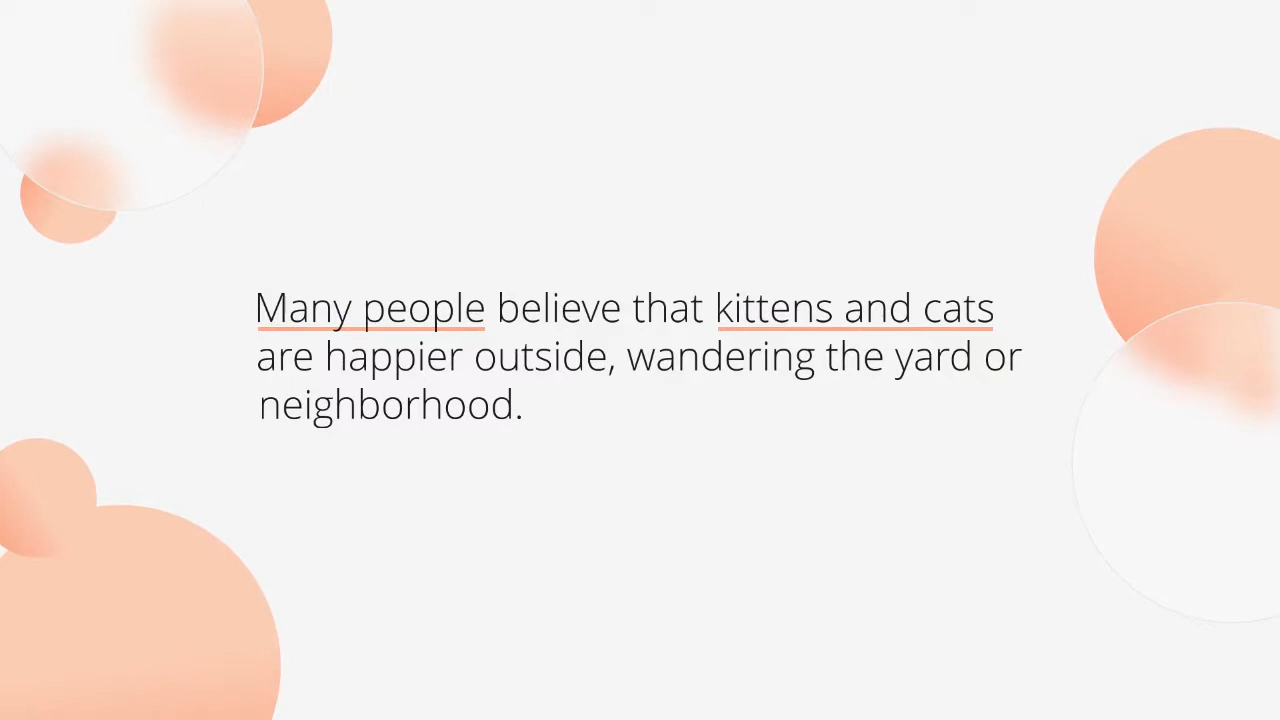 Many people believe that kittens and cats
are happier outside, wandering the yard or
neighborhood.